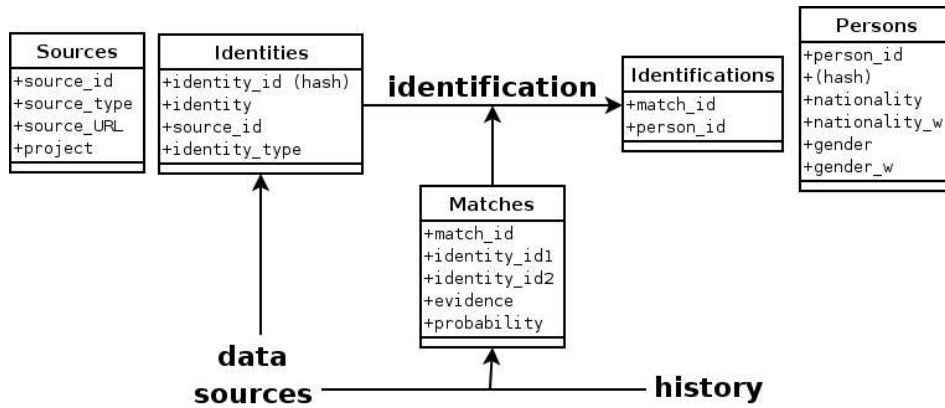 Sources
+source_id
+source_type
+source_URL
+project
Identities
+identity_id (hash)
+identity
+source_id
+identity_type
identification
Identifications
+match_id
+person_id
Persons
+person_id
+(hash)
+nationality
+nationality_w
+gender
+gender_w
Matches
+match_id
+identity_id1
+identity_id2
+evidence
+probability
data
sources
history